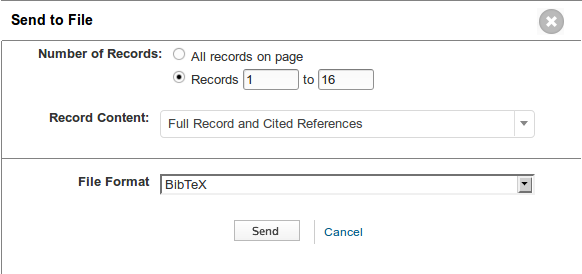 Send to File
Number of Records: All records on page
Records 1 to 16
Record Content: Full Record and Cited References
File Format BibTeX
Send Cancel